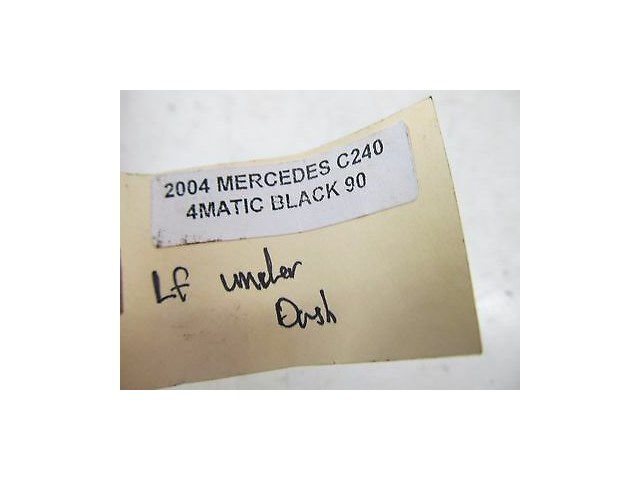 2004 MERCEDES C240
4MATIC BLACK 90
LF under
Dash